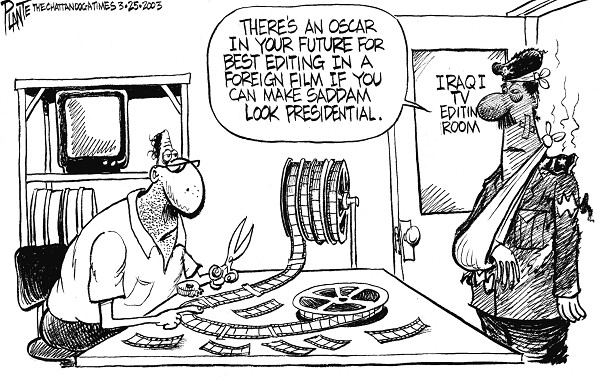 PLANTE THE CHATTANOOGA TIMES 3·25·2003
THERE'S AN OSCAR
IN YOUR FUTURE FOR
BEST EDITING IN A
FOREIGN FILM IF YOU
CAN MAKE SADDAM
LOOK PRESIDENTIAL.
IRAQI
TV
EDITING
ROOM